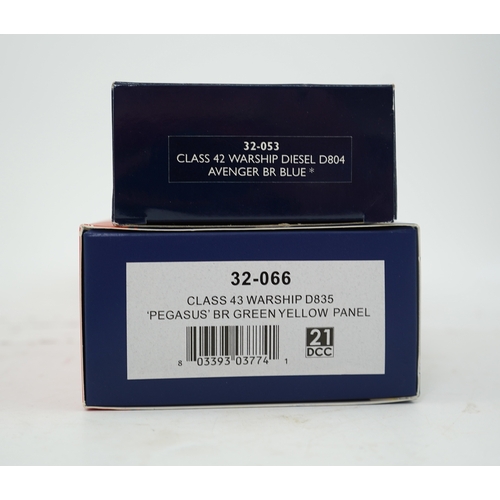 32-053
CLASS 42 WARSHIP DIESEL D804
AVENGER BR BLUE *
32-066
CLASS 43 WARSHIP D835
'PEGASUS' BR GREEN YELLOW PANEL
21
DCC
8 03393 03774 1